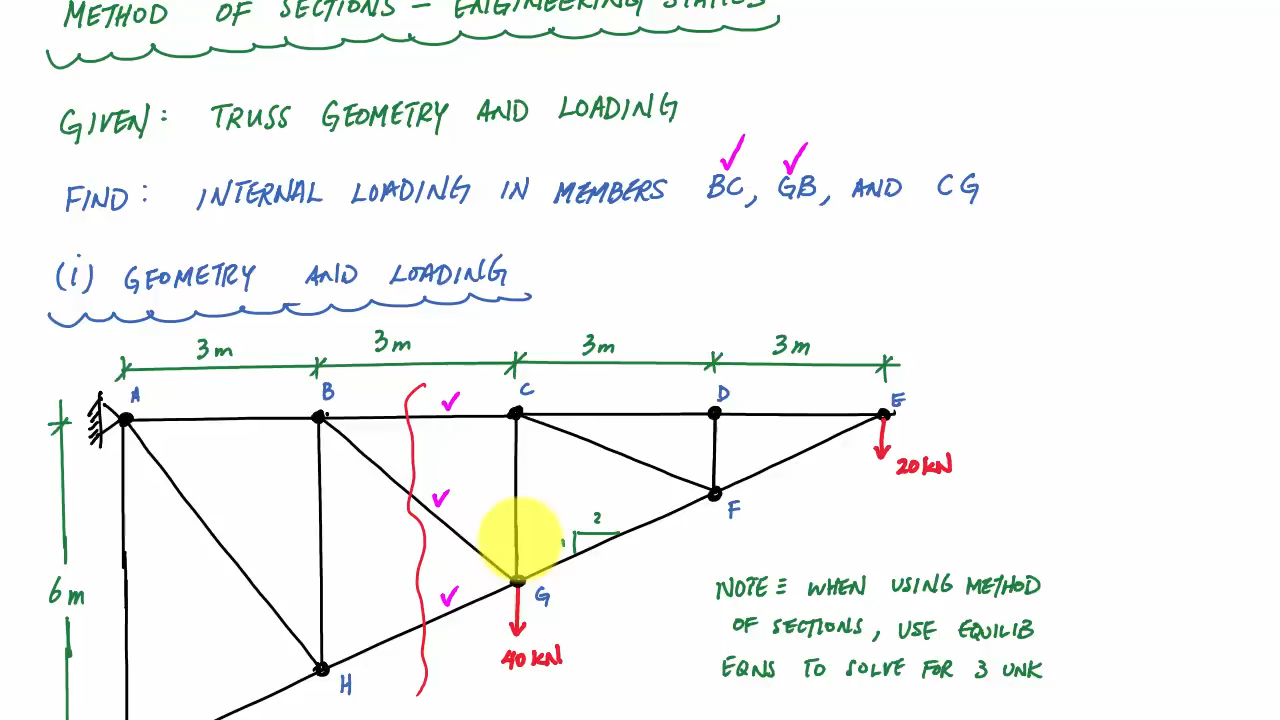 METHOD OF SECTIONS - ENGINEERING STATICS
GIVEN: TRUSS GEOMETRY AND LOADING
FIND: INTERNAL LOADING IN MEMBERS BC, GB, AND CG
(i) GEOMETRY AND LOADING
3m 3m 3m 3m
A B C D E
20KN
F
2
1
6m
G
40KN
H
NOTE = WHEN USING METHOD
OF SECTIONS, USE EQUILIB
EQNS TO SOLVE FOR 3 UNK